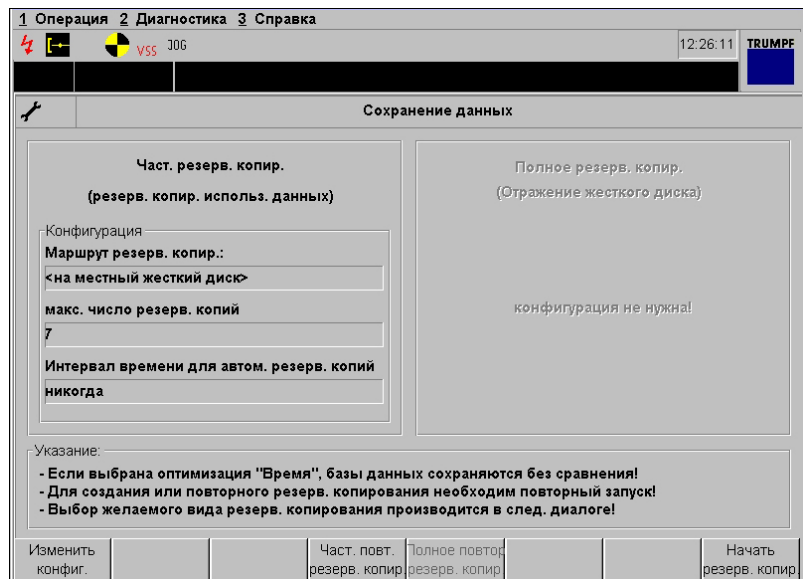 1 Операция 2 Диагностика 3 Справка
VSS JOG 12:26:11 TRUMPF
Сохранение данных
Част. резерв. копир.
(резерв. копир. использ. данных)
Конфигурация
Маршрут резерв. копир.:
<на местный жесткий диск>
макс. число резерв. копий
7
Интервал времени для автом. резерв. копий
никогда
Полное резерв. копир.
(Отражение жесткого диска)
конфигурация не нужна!
Указание:
- Если выбрана оптимизация "Время", базы данных сохраняются без сравнения!
- Для создания или повторного резерв. копирования необходим повторный запуск!
- Выбор желаемого вида резерв. копирования производится в след. диалоге!
Изменить
конфиг.
Част. повт.
резерв. копир.
Полное повтор
резерв. копир
Начать
резерв. копир.